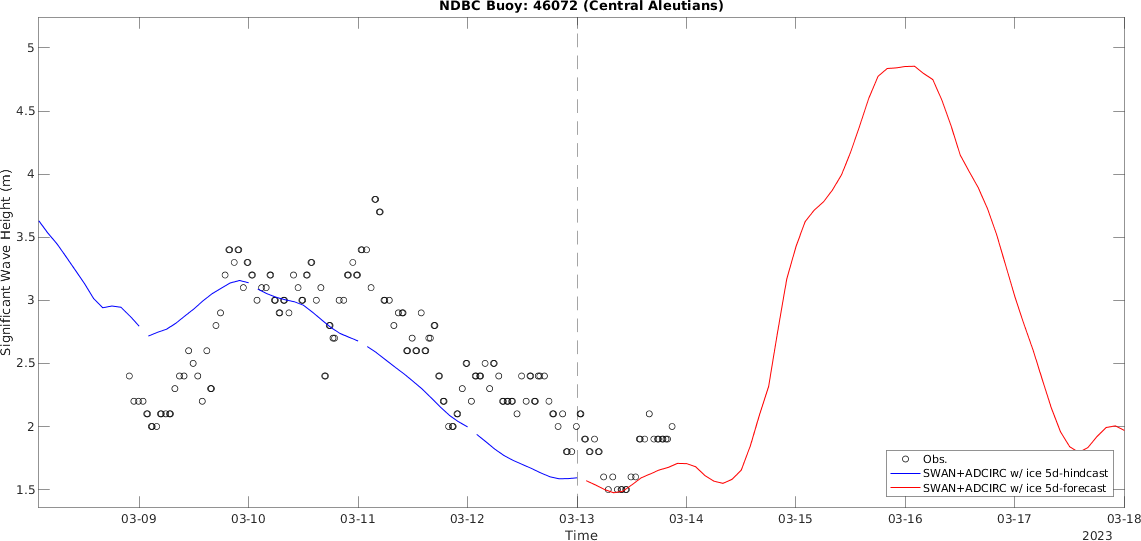 NDBC Buoy: 46072 (Central Aleutians)
Significant Wave Height (m)
5
4.5
4
3.5
3
2.5
2
1.5
Obs.
SWAN+ADCIRC w/ ice 5d-hindcast
SWAN+ADCIRC w/ ice 5d-forecast
03-09 03-10 03-11 03-12 03-13 03-14 03-15 03-16 03-17 03-18
Time
2023